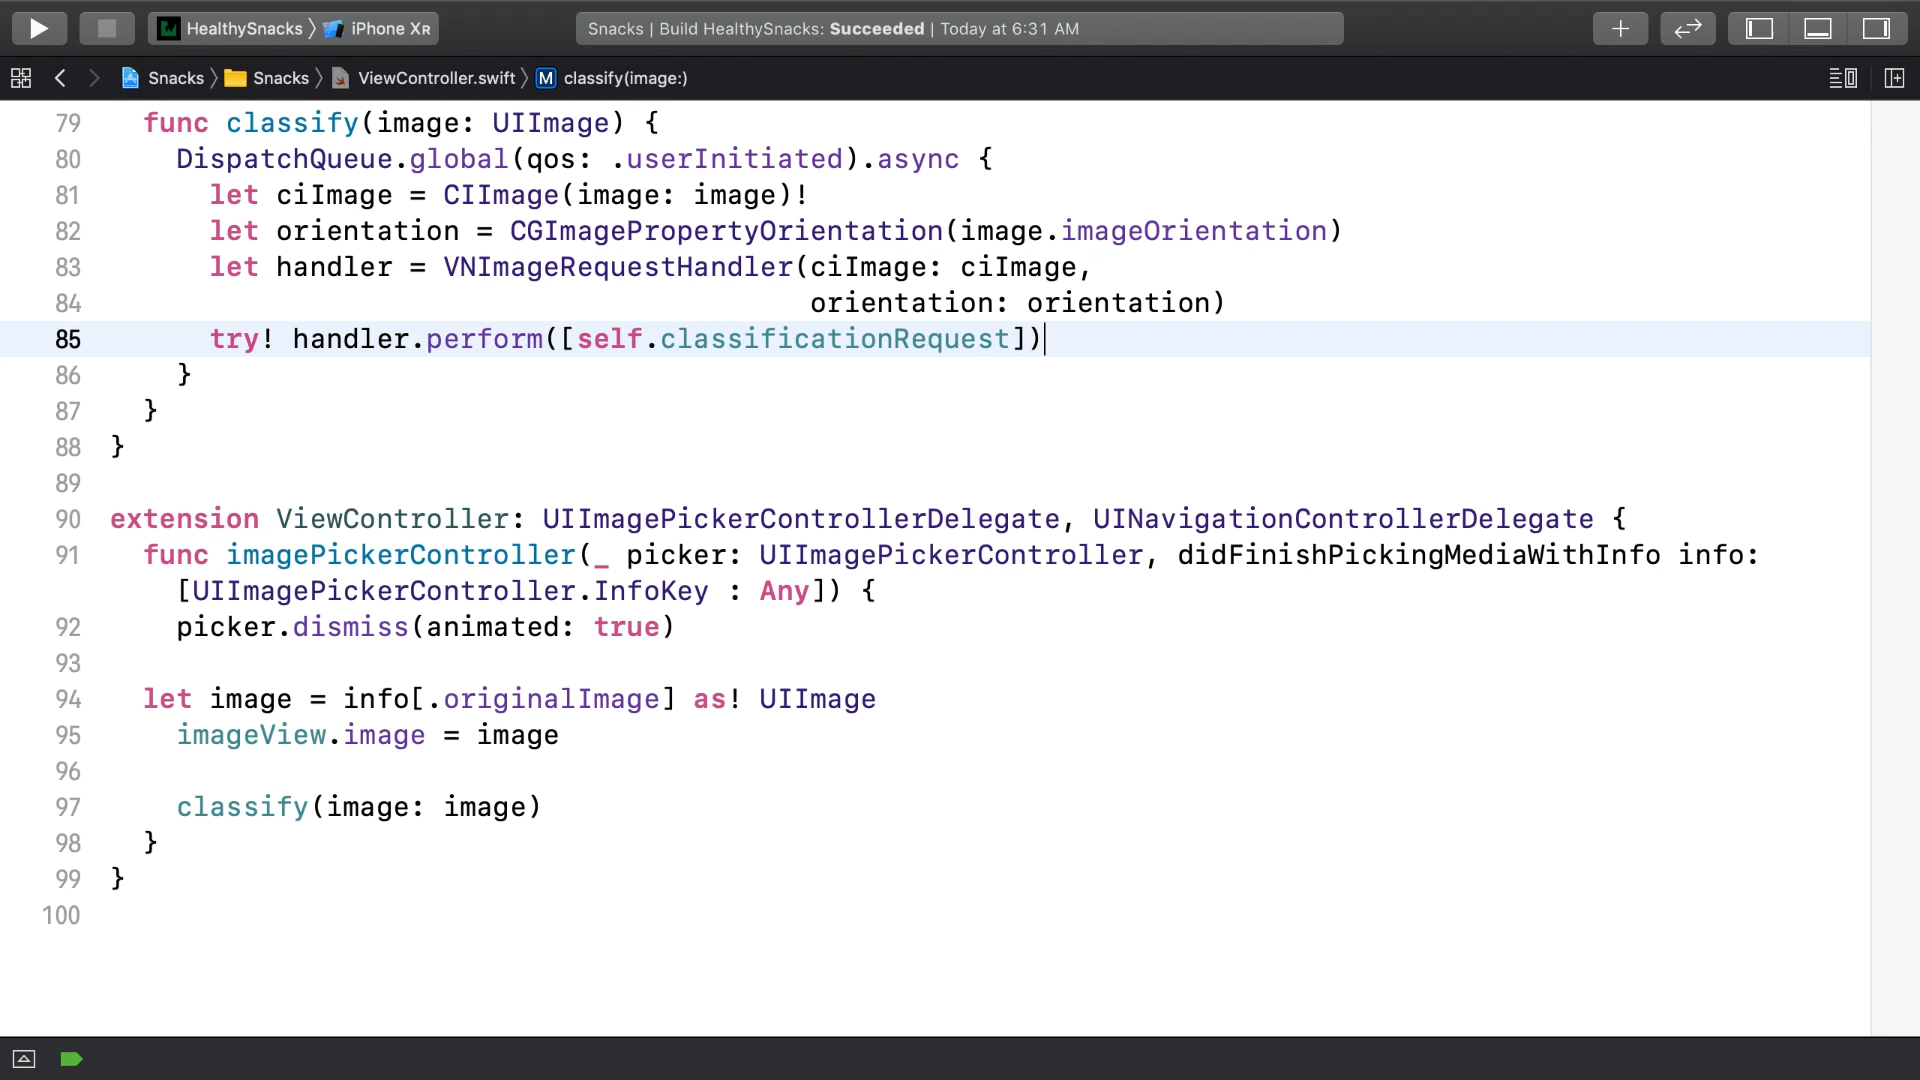 HealthySnacks 〉 iPhone XR
Snacks | Build HealthySnacks: Succeeded | Today at 6:31 AM
Snacks 〉 Snacks 〉 ViewController.swift 〉 M classify(image:)
79 func classify(image: UIImage) {
80 DispatchQueue.global(qos: .userInitiated).async {
81 let ciImage = CIImage(image: image)!
82 let orientation = CGImagePropertyOrientation(image.imageOrientation)
83 let handler = VNImageRequestHandler(ciImage: ciImage,
84 orientation: orientation)
85 try! handler.perform([self.classificationRequest])
86 }
87 }
88 }
89
90 extension ViewController: UIImagePickerControllerDelegate, UINavigationControllerDelegate {
91 func imagePickerController(_ picker: UIImagePickerController, didFinishPickingMediaWithInfo info:
[UIImagePickerController.InfoKey : Any]) {
92 picker.dismiss(animated: true)
93
94 let image = info[.originalImage] as! UIImage
95 imageView.image = image
96
97 classify(image: image)
98 }
99 }
100